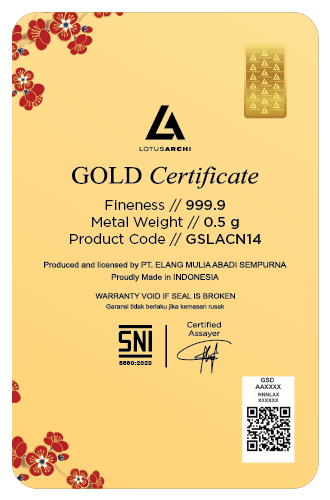 LOTUSARCHI
GOLD Certificate
Fineness // 999.9
Metal Weight // 0.5 g
Product Code // GSLACN14
Produced and licensed by PT. ELANG MULIA ABADI SEMPURNA
Proudly Made in INDONESIA
WARRANTY VOID IF SEAL IS BROKEN
Garansi tidak berlaku jika kemasan rusak
SNI
8880:2020
Certified
Assayer
GSD
AAXXXX
NNNLAX
XXXXXX